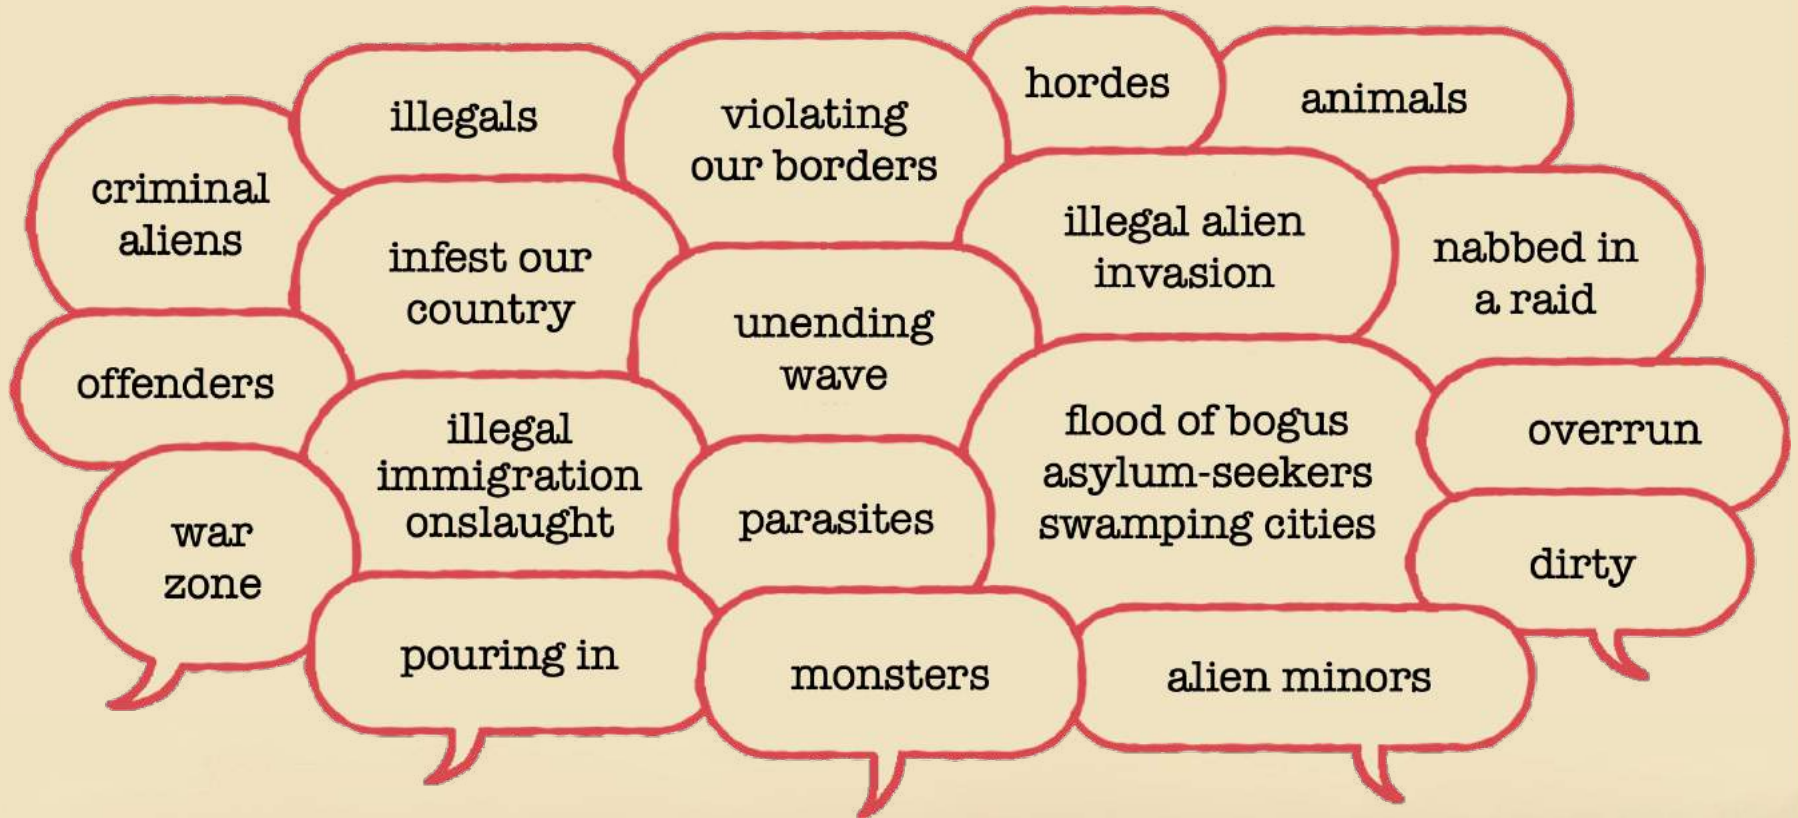 hordes
animals
illegals
violating
our borders
criminal
aliens
illegal alien
invasion
nabbed in
a raid
infest our
country
unending
wave
offenders
illegal
immigration
onslaught
flood of bogus
asylum-seekers
swamping cities
overrun
war
zone
parasites
dirty
pouring in
monsters
alien minors